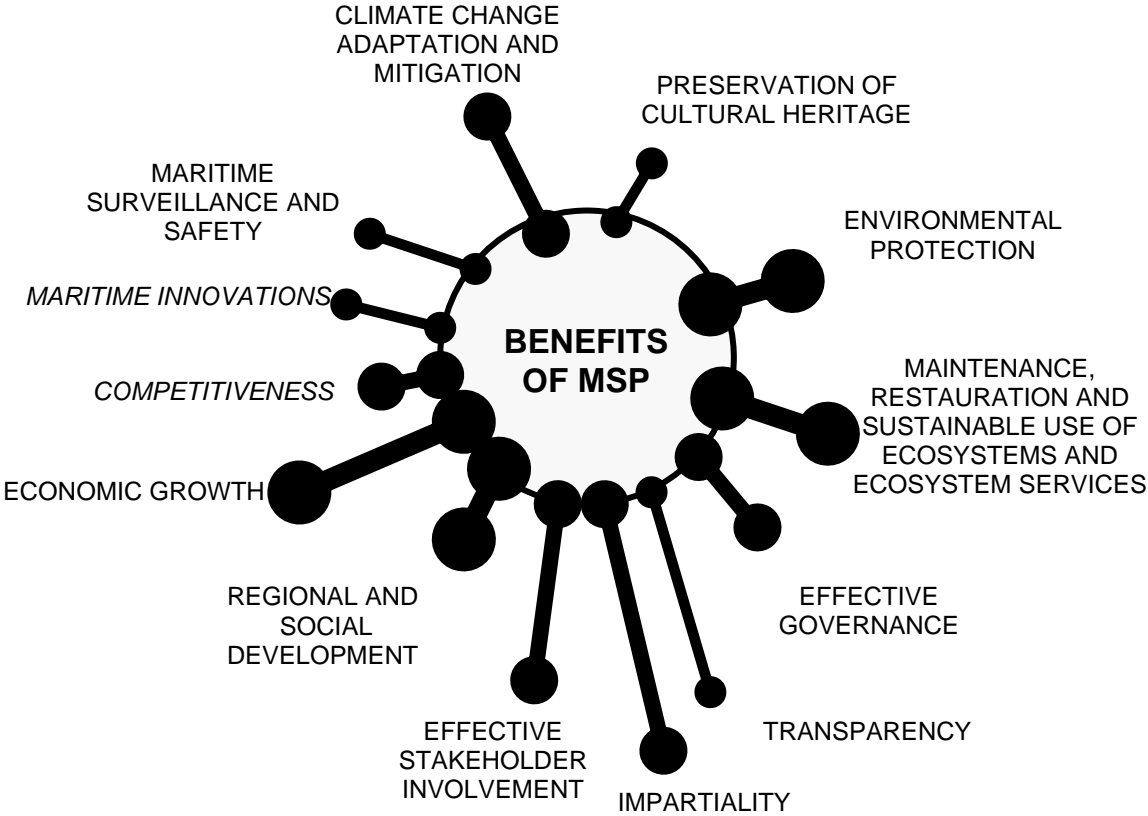 CLIMATE CHANGE
ADAPTATION AND
MITIGATION
PRESERVATION OF
CULTURAL HERITAGE
MARITIME
SURVEILLANCE AND
SAFETY
ENVIRONMENTAL
PROTECTION
MARITIME INNOVATIONS
BENEFITS
OF MSP
COMPETITIVENESS
MAINTENANCE,
RESTAURATION AND
SUSTAINABLE USE OF
ECOSYSTEMS AND
ECOSYSTEM SERVICES
ECONOMIC GROWTH
REGIONAL AND
SOCIAL
DEVELOPMENT
EFFECTIVE
GOVERNANCE
EFFECTIVE
STAKEHOLDER
INVOLVEMENT
TRANSPARENCY
IMPARTIALITY